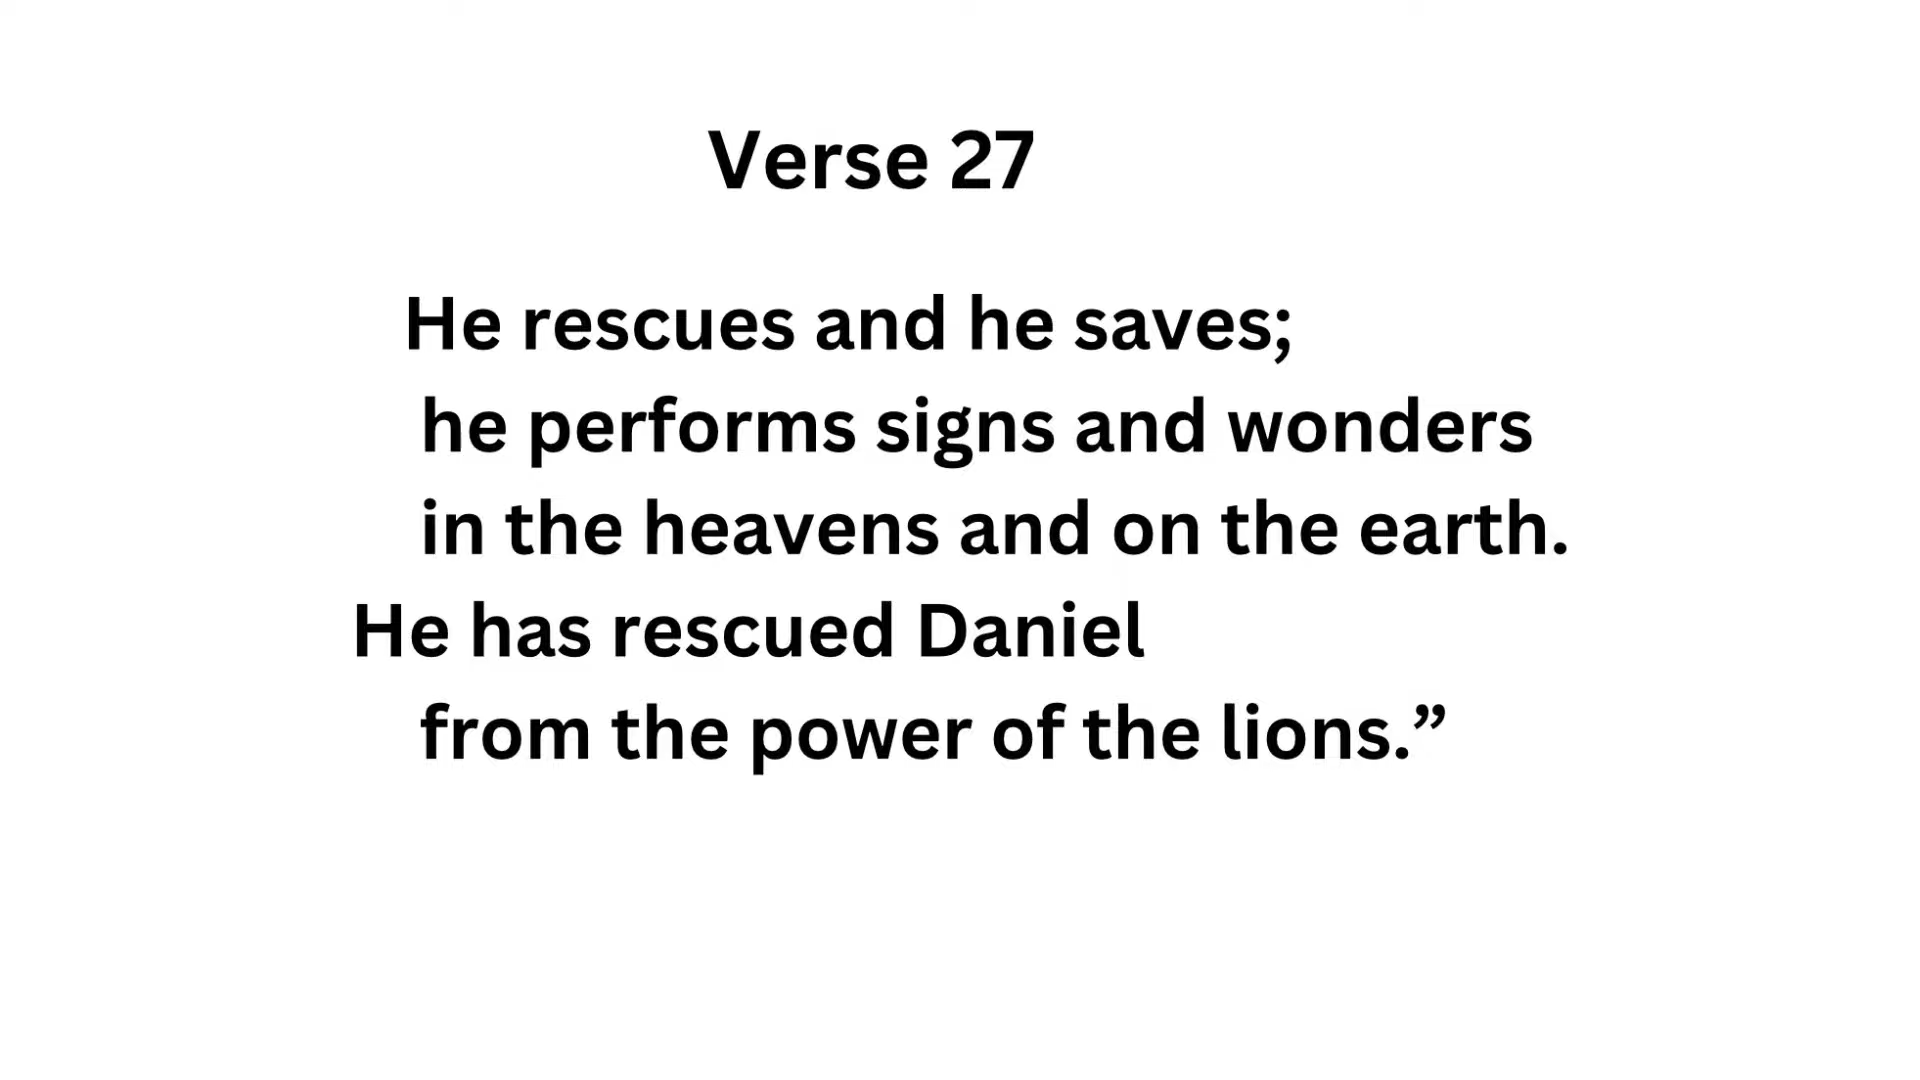 Verse 27
He rescues and he saves;
he performs signs and wonders
in the heavens and on the earth.
He has rescued Daniel
from the power of the lions.”